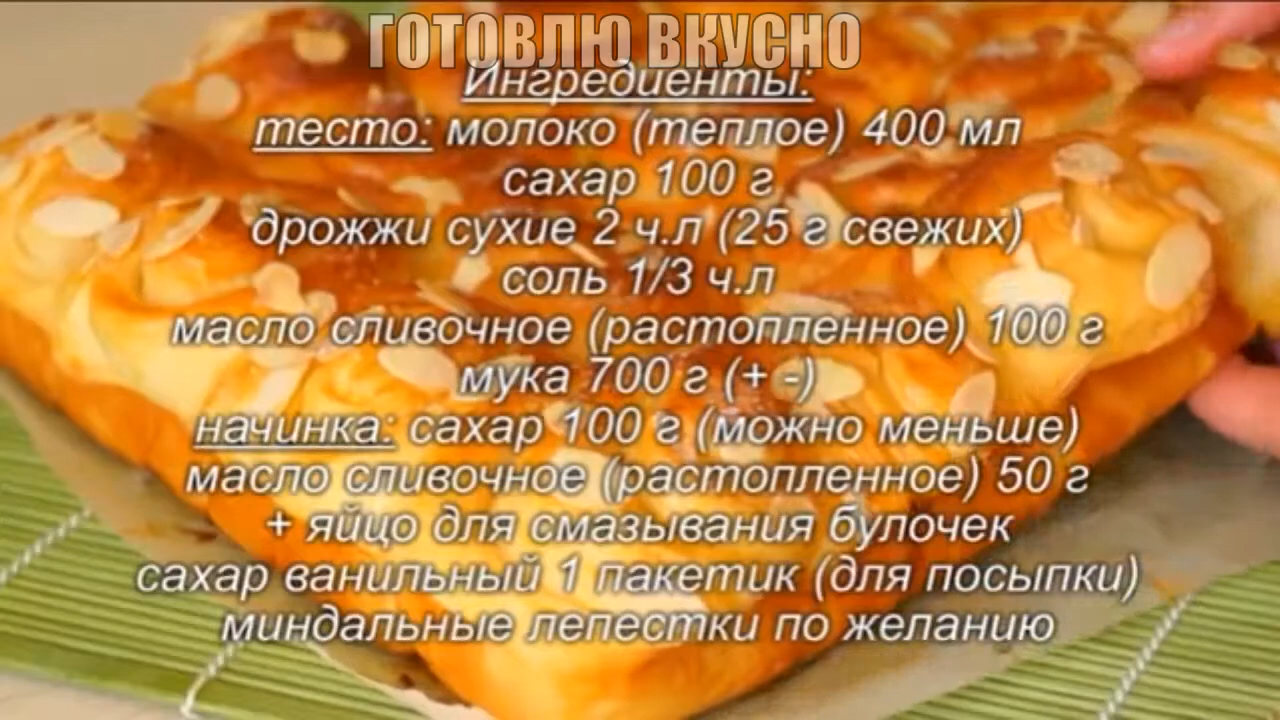 ГОТОВЛЮ ВКУСНО
Ингредиенты:
тесто: молоко (теплое) 400 мл
сахар 100 г
дрожжи сухие 2 ч.л (25 г свежих)
соль 1/3 ч.л
масло сливочное (растопленное) 100 г
мука 700 г (+ -)
начинка: сахар 100 г (можно меньше)
масло сливочное (растопленное) 50 г
+ яйцо для смазывания булочек
сахар ванильный 1 пакетик (для посыпки)
миндальные лепестки по желанию